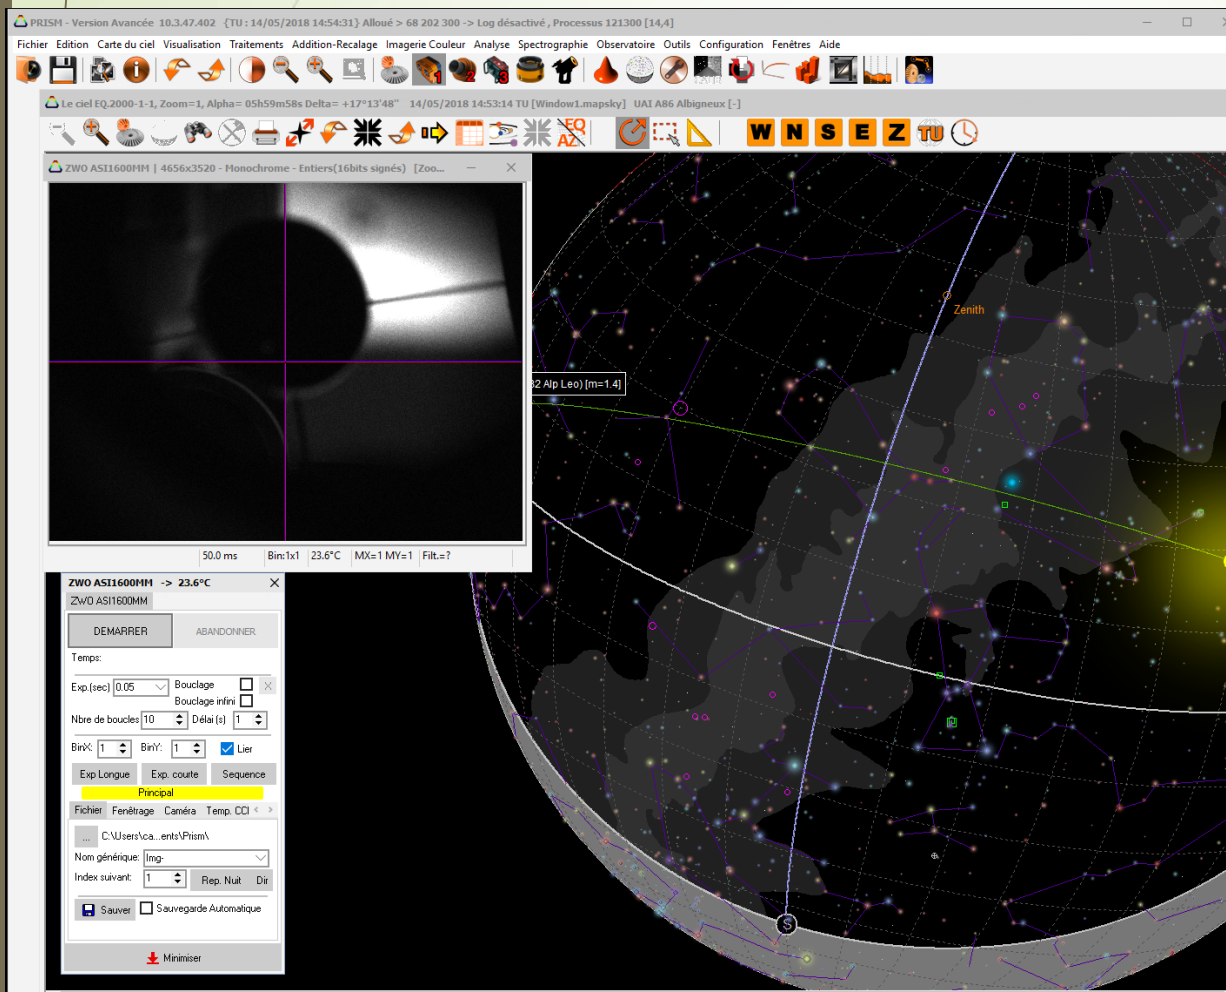 PRISM - Version Avancée 10.3.47.402 {TU : 14/05/2018 14:54:31} Alloué > 68 202 300 -> Log désactivé , Processus 121300 [14,4]
Fichier Edition Carte du ciel Visualisation Traitements Addition-Recalage Imagerie Couleur Analyse Spectrographie Observatoire Outils Configuration Fenêtres Aide
1 2 3
Le ciel EQ.2000-1-1, Zoom=1, Alpha= 05h59m58s Delta= +17°13'48" 14/05/2018 14:53:14 TU [Window1.mapsky] UAI A86 Albigneux [-]
EQ
AZ
W N S E Z TU
ZWO ASI1600MM | 4656x3520 - Monochrome - Entiers(16bits signés) [Zoo...
Zenith
32 Alp Leo) [m=1.4]
50.0 ms Bin:1x1 23.6°C MX=1 MY=1 Filt.=?
ZWO ASI1600MM -> 23.6°C
ZWO ASI1600MM
DEMARRER ABANDONNER
Temps:
Exp.(sec) 0.05 Bouclage X
Bouclage infini
Nbre de boucles 10 Délai (s) 1
BinX: 1 BinY: 1 Lier
Exp Longue Exp. courte Sequence
Principal
Fichier Fenêtrage Caméra Temp. CCI < >
... C:\Users\ca...ents\Prism\
Nom générique: Img-
Index suivant: 1 Rep. Nuit Dir
Sauver Sauvegarde Automatique
S
Minimiser